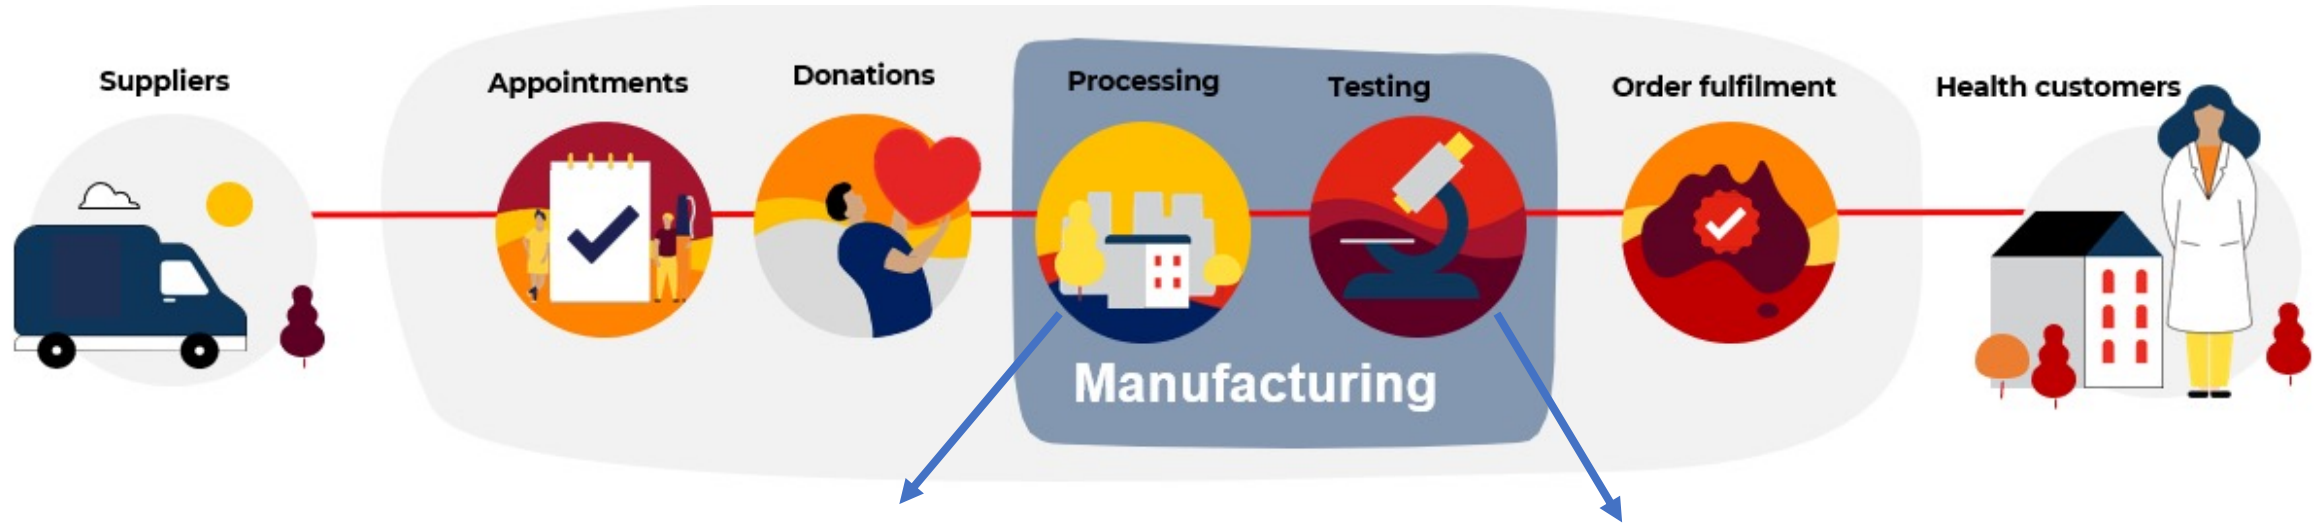 Suppliers
Appointments
Donations
Processing
Testing
Order fulfilment
Health customers
Manufacturing